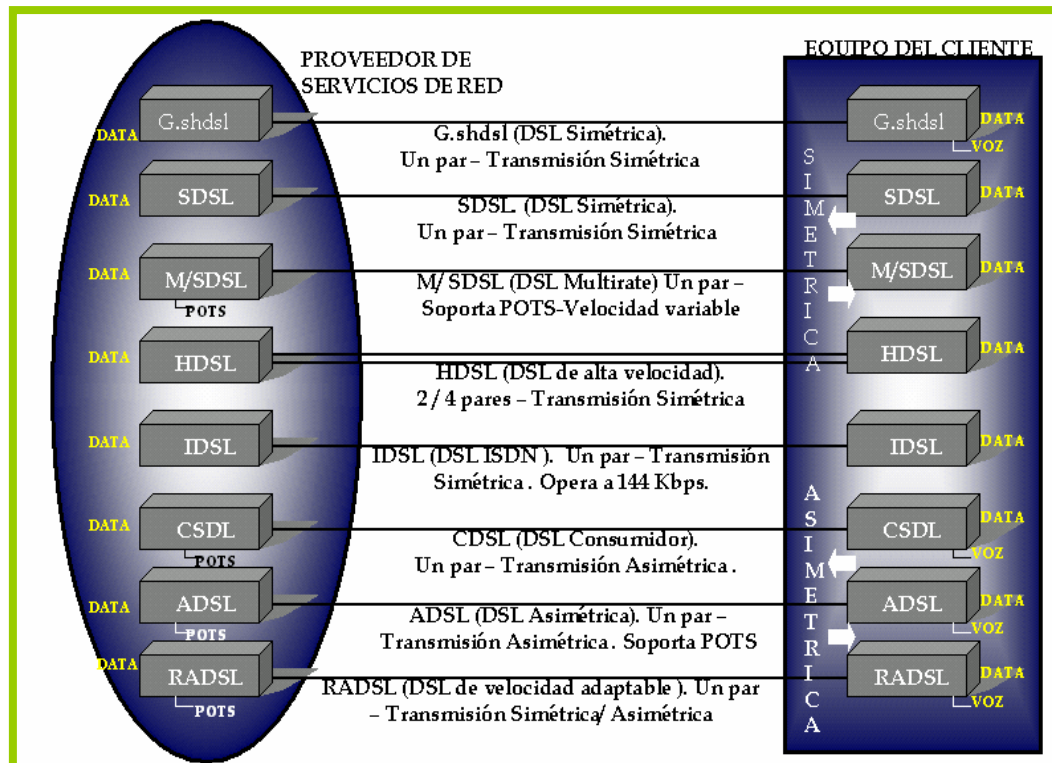 PROVEEDOR DE
SERVICIOS DE RED
EQUIPO DEL CLIENTE
G.shdsl
DATA
G.shdsl (DSL Simétrica).
Un par – Transmisión Simétrica
G.shdsl
DATA
VOZ
SDSL
DATA
SDSL. (DSL Simétrica).
Un par – Transmisión Simétrica
SDSL
DATA
M/SDSL
DATA
POTS
M/ SDSL (DSL Multirate) Un par –
Soporta POTS-Velocidad variable
M/SDSL
DATA
HDSL
DATA
HDSL (DSL de alta velocidad).
2 / 4 pares – Transmisión Simétrica
HDSL
DATA
SIMETRICA
IDSL
DATA
IDSL (DSL ISDN ). Un par – Transmisión
Simétrica . Opera a 144 Kbps.
IDSL
DATA
CSDL
DATA
POTS
CDSL (DSL Consumidor).
Un par – Transmisión Asimétrica .
CSDL
DATA
VOZ
ADSL
DATA
POTS
ADSL (DSL Asimétrica). Un par –
Transmisión Asimétrica . Soporta POTS
ADSL
DATA
VOZ
RADSL
DATA
POTS
RADSL (DSL de velocidad adaptable ). Un par
– Transmisión Simétrica/ Asimétrica
RADSL
DATA
VOZ
ASIMETRICA